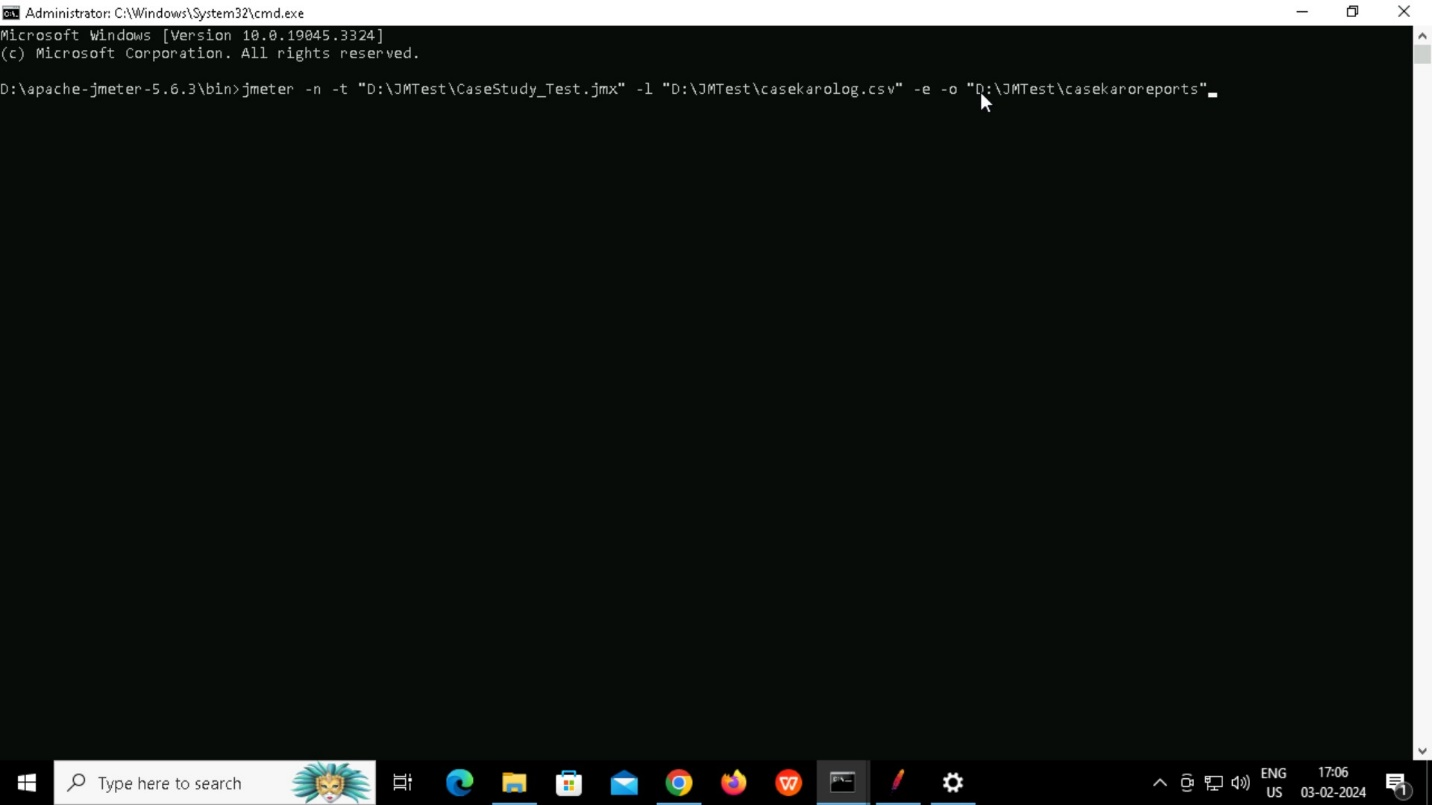 Administrator: C:\Windows\System32\cmd.exe
Microsoft Windows [Version 10.0.19045.3324]
(c) Microsoft Corporation. All rights reserved.
D:\apache-jmeter-5.6.3\bin>jmeter -n -t "D:\JMTest\CaseStudy_Test.jmx" -l "D:\JMTest\casekarolog.csv" -e -o "D:\JMTest\casekaroreports"
Type here to search
ENG
US
17:06
03-02-2024
1